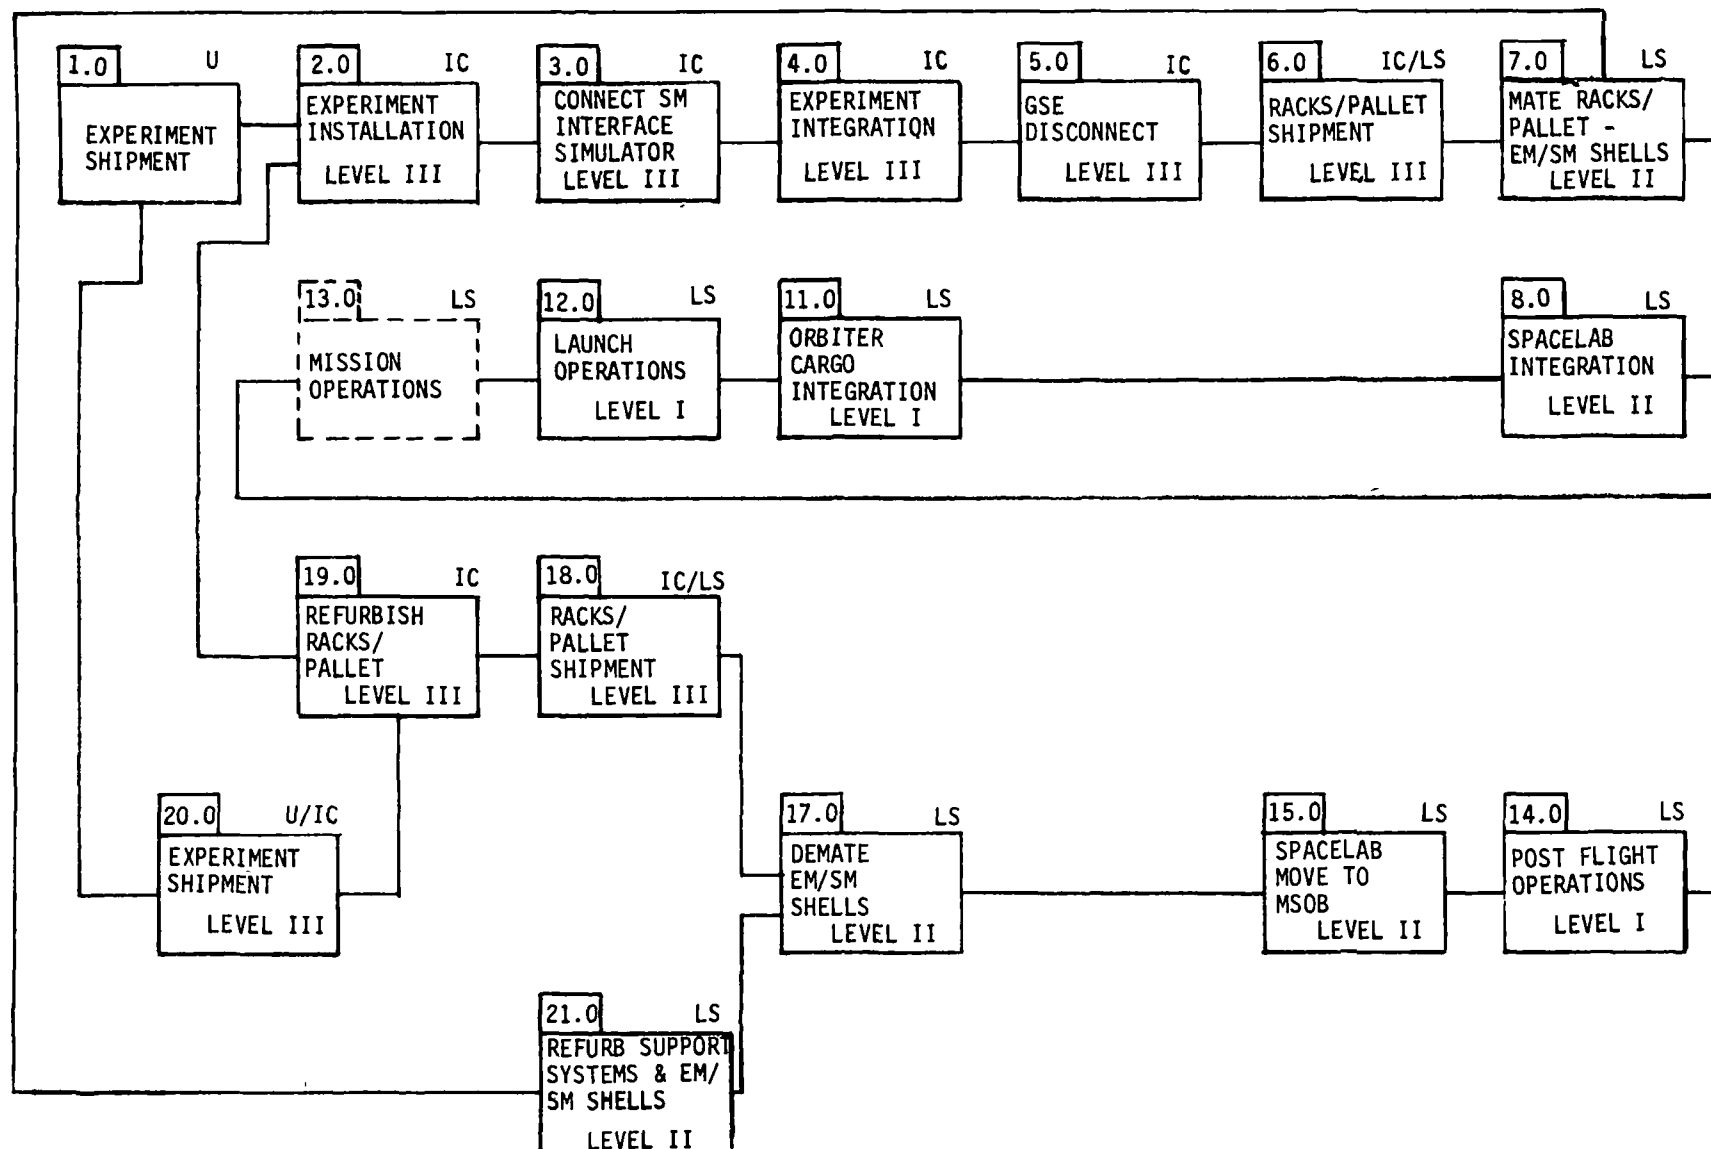 1.0 U
EXPERIMENT
SHIPMENT
2.0 IC
EXPERIMENT
INSTALLATION
LEVEL III
3.0 IC
CONNECT SM
INTERFACE
SIMULATOR
LEVEL III
4.0 IC
EXPERIMENT
INTEGRATION
LEVEL III
5.0 IC
GSE
DISCONNECT
LEVEL III
6.0 IC/LS
RACKS/PALLET
SHIPMENT
LEVEL III
7.0 LS
MATE RACKS/
PALLET -
EM/SM SHELLS
LEVEL II
13.0 LS
MISSION
OPERATIONS
12.0 LS
LAUNCH
OPERATIONS
LEVEL I
11.0 LS
ORBITER
CARGO
INTEGRATION
LEVEL I
8.0 LS
SPACELAB
INTEGRATION
LEVEL II
19.0 IC
REFURBISH
RACKS/
PALLET
LEVEL III
18.0 IC/LS
RACKS/
PALLET
SHIPMENT
LEVEL III
20.0 U/IC
EXPERIMENT
SHIPMENT
LEVEL III
17.0 LS
DEMATE
EM/SM
SHELLS
LEVEL II
15.0 LS
SPACELAB
MOVE TO
MSOB
LEVEL II
14.0 LS
POST FLIGHT
OPERATIONS
LEVEL I
21.0 LS
REFURB SUPPORT
SYSTEMS & EM/
SM SHELLS
LEVEL II